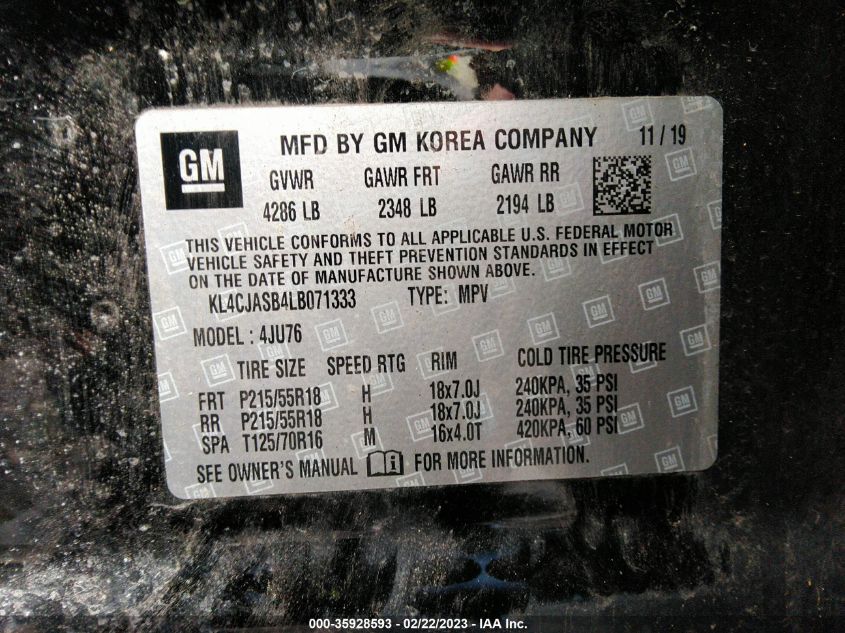 GM
MFD BY GM KOREA COMPANY 11/19
GVWR GAWR FRT GAWR RR
4286 LB 2348 LB 2194 LB
THIS VEHICLE CONFORMS TO ALL APPLICABLE U.S. FEDERAL MOTOR
VEHICLE SAFETY AND THEFT PREVENTION STANDARDS IN EFFECT
ON THE DATE OF MANUFACTURE SHOWN ABOVE.
KL4CJASB4LB071333 TYPE: MPV
MODEL : 4JU76
TIRE SIZE SPEED RTG RIM COLD TIRE PRESSURE
FRT P215/55R18 H 18x7.0J 240KPA, 35 PSI
RR P215/55R18 H 18x7.0J 240KPA, 35 PSI
SPA T125/70R16 M 16x4.0T 420KPA, 60 PSI
SEE OWNER'S MANUAL FOR MORE INFORMATION.
000-35928593 - 02/22/2023 - IAA Inc.